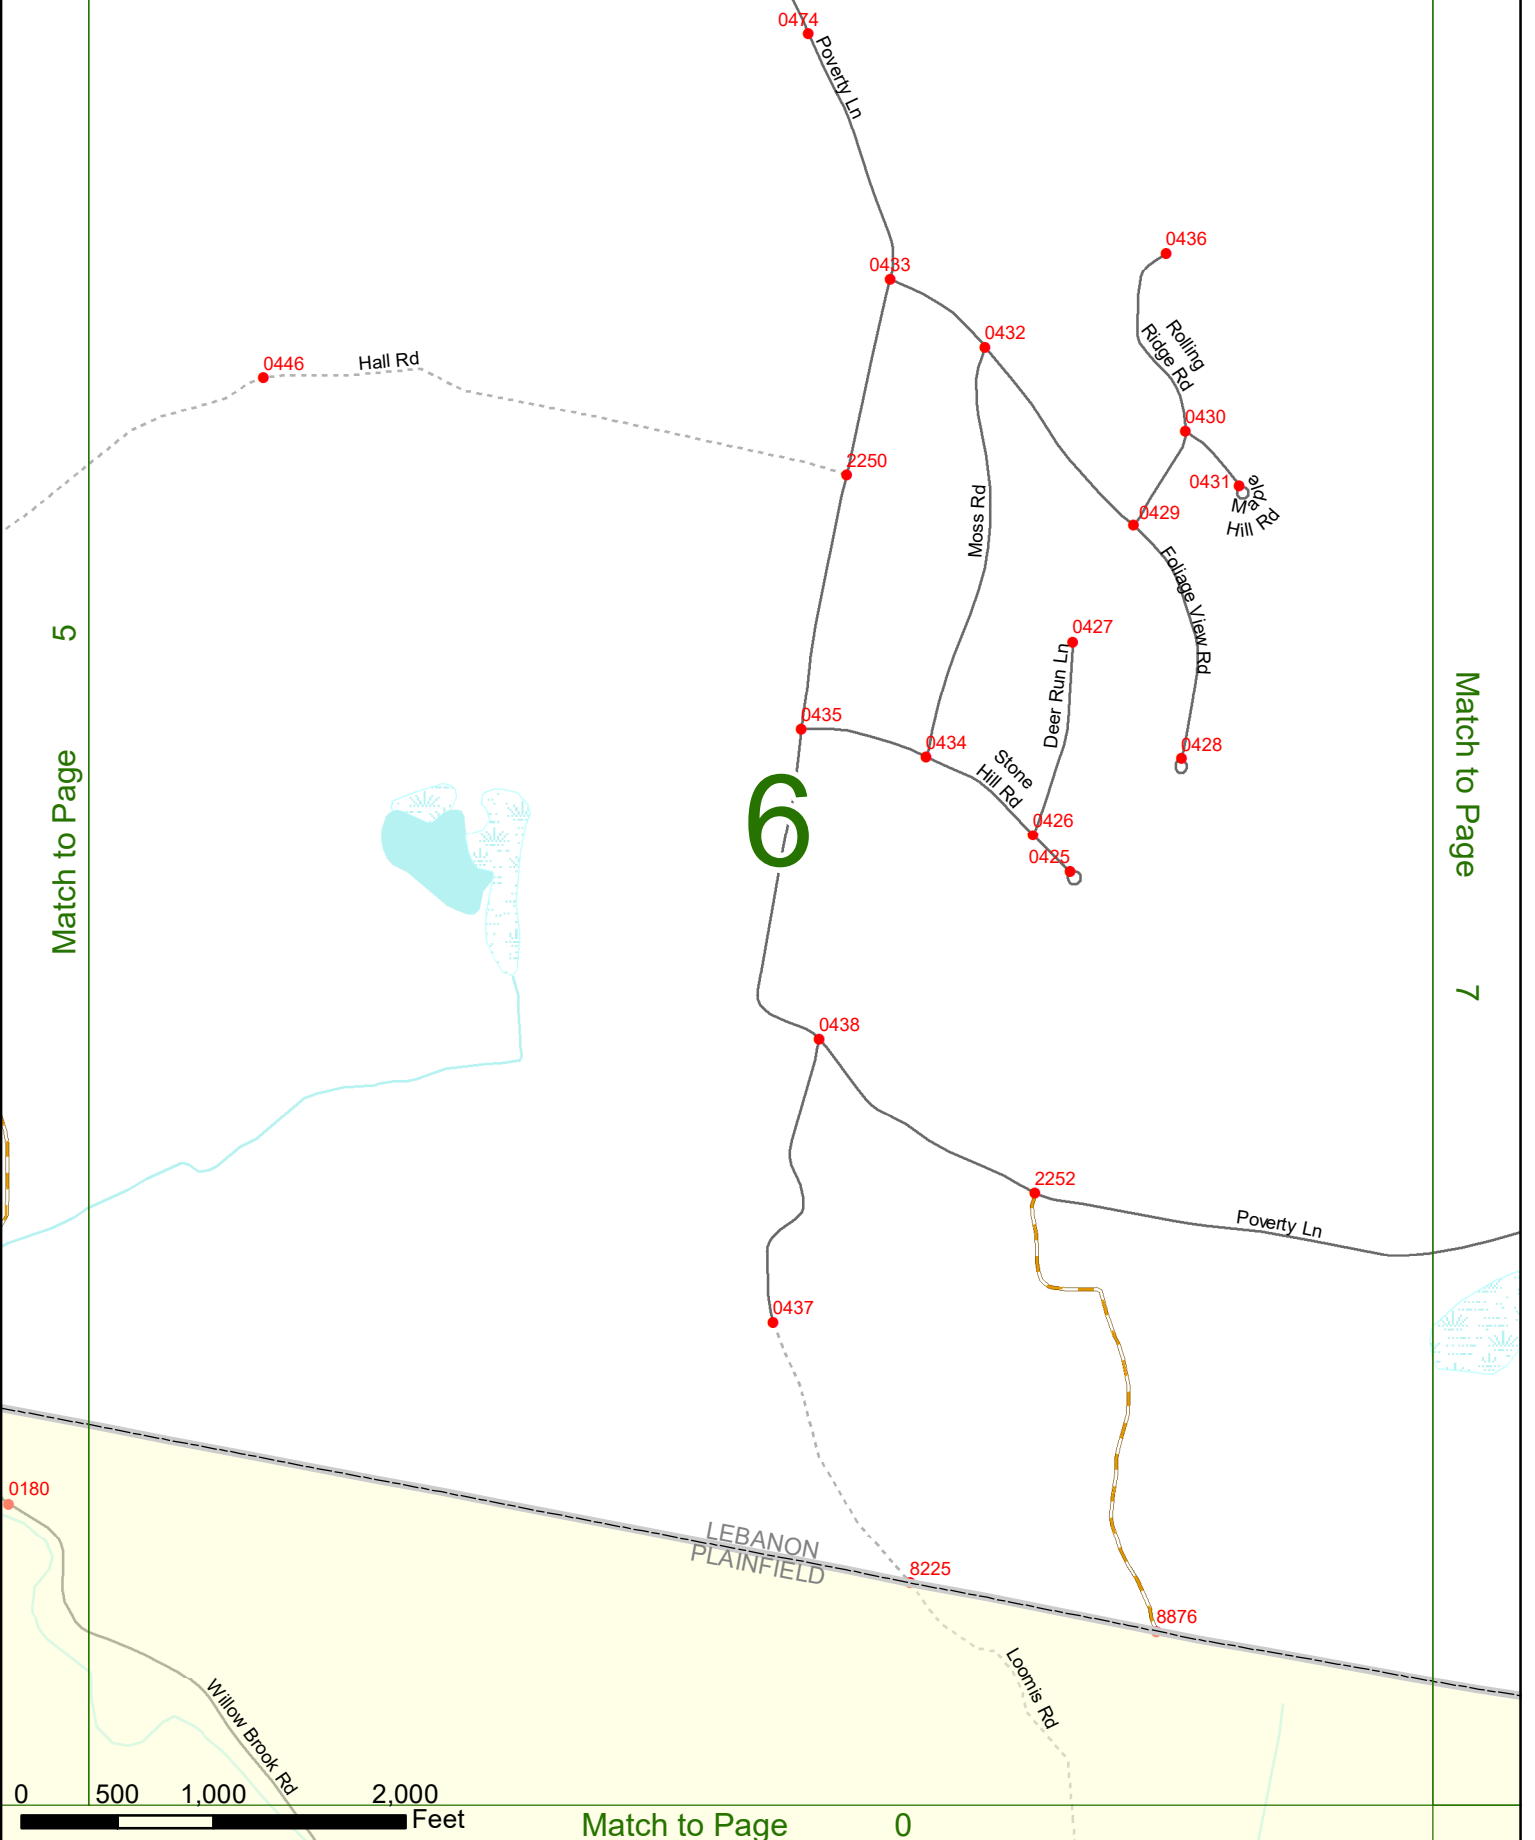 0474
Poverty Ln
0436
0433
Rolling
Ridge Rd
0432
0446
Hall Rd
0430
2250
0431
Maple
Hill Rd
0429
Moss Rd
Foliage View Rd
0427
Deer Run Ln
Match to Page 5
Match to Page 7
0435
0434
0428
Stone
Hill Rd
6
0426
0425
0438
2252
Poverty Ln
0437
0180
LEBANON
PLAINFIELD
8225
8876
Loomis Rd
Willow Brook Rd
0 500 1,000 2,000
Feet
Match to Page 0